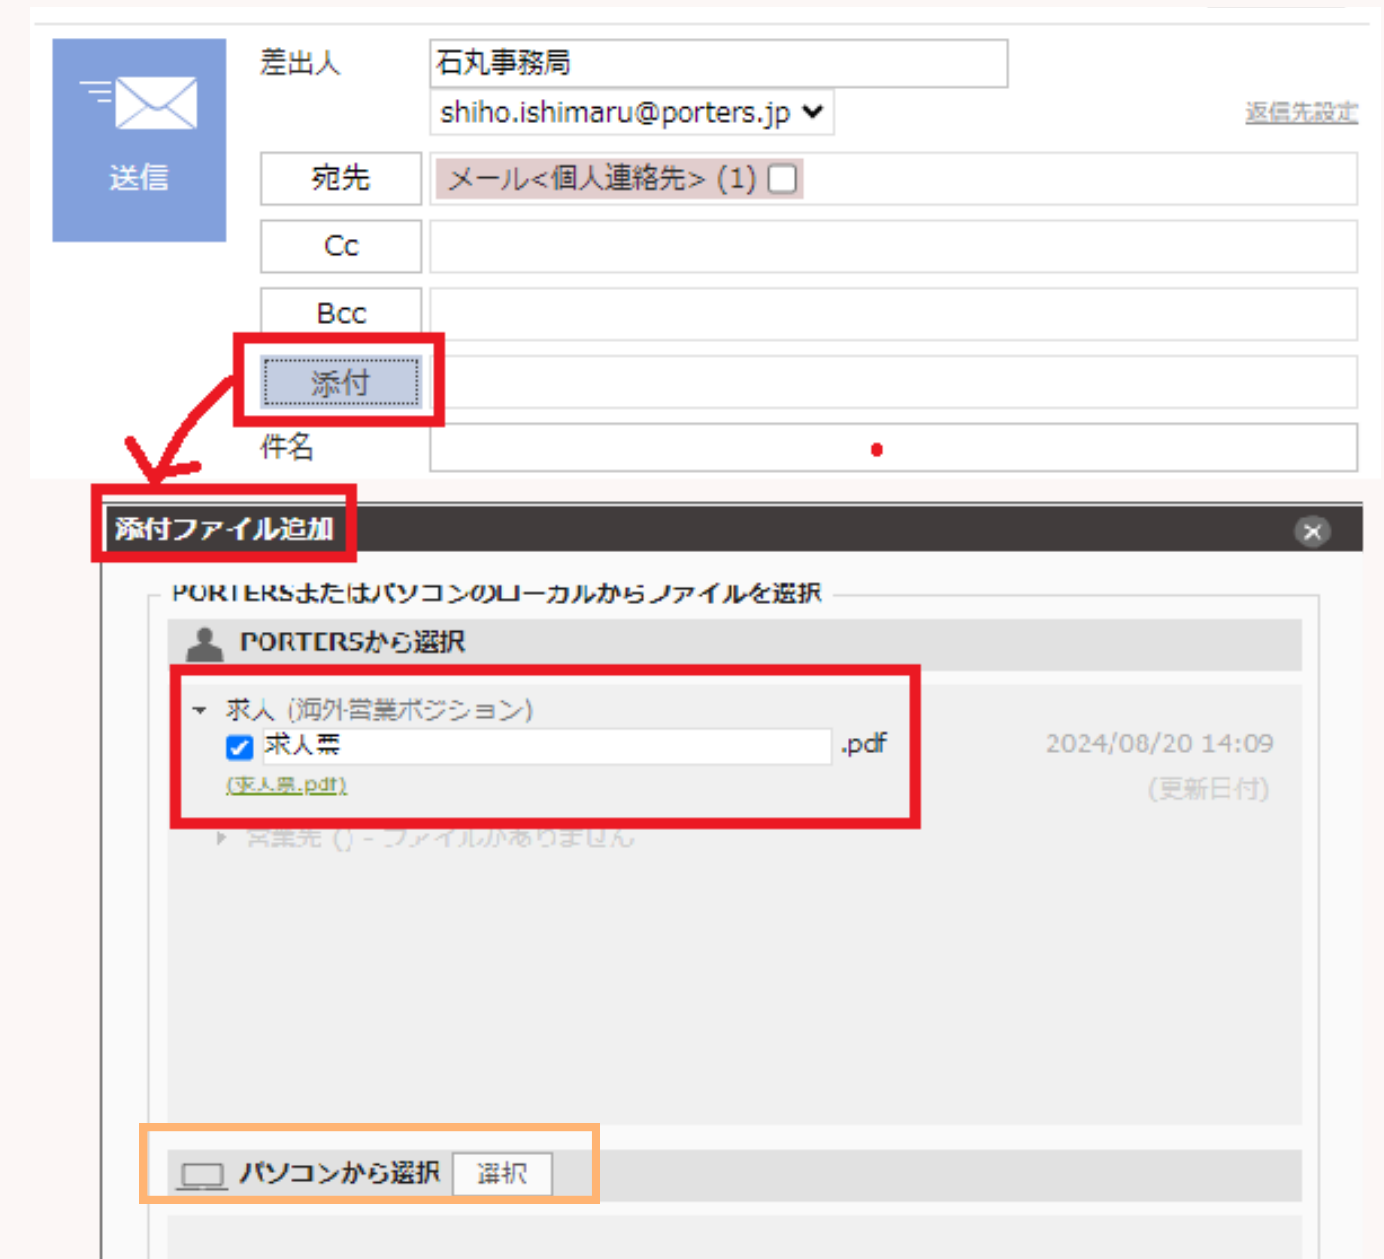 差出人
石丸事務局
shiho.ishimaru@porters.jp
返信先設定
送信
宛先
メール<個人連絡先> (1)
Cc
Bcc
添付
件名
添付ファイル追加
PORTERSまたはパソコンのローカルからファイルを選択
PORTERSから選択
求人 (海外営業ポジション)
求人票 .pdf 2024/08/20 14:09
(求人票.pdf) (更新日付)
営業先 () - ファイルがありません
パソコンから選択 選択